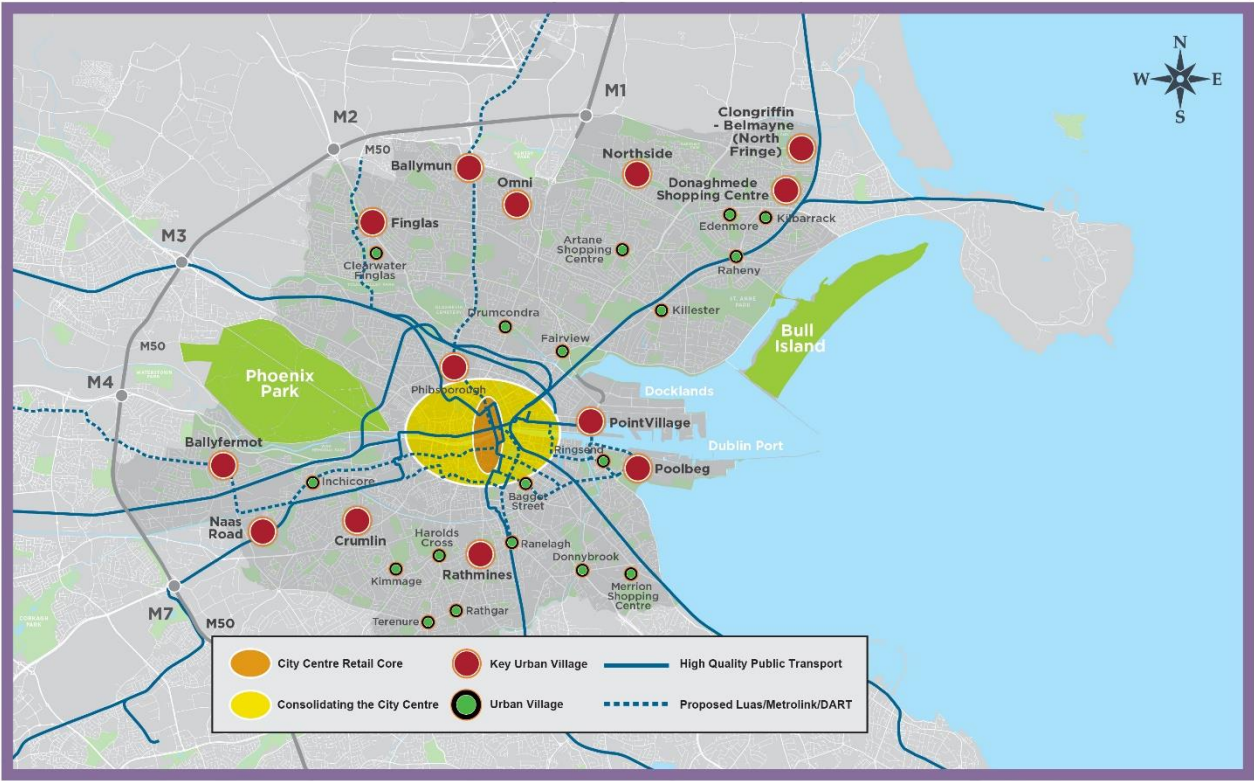 N
W
E
S
M1
M2
M50
Clongriffin
- Belmayne
(North
Fringe)
Ballymun
Northside
Omni
Donaghmede
Shopping Centre
Finglas
Edenmore
Kilbarrack
M3
Artane
Shopping
Centre
Clearwater
Finglas
Raheny
ST. ANNE
PARK
Drumcondra
Killester
Fairview
Bull
Island
M50
M4
Phoenix
Park
Phibsborough
Docklands
PointVillage
Dublin Port
Ballyfermot
Ringsend
Poolbeg
Inchicore
Bagget
Street
Naas
Road
Crumlin
Harolds
Cross
Ranelagh
Rathmines
Donnybrook
Kimmage
Merrion
Shopping
Centre
M7
Rathgar
Terenure
M50
City Centre Retail Core
Key Urban Village
High Quality Public Transport
Consolidating the City Centre
Urban Village
Proposed Luas/Metrolink/DART